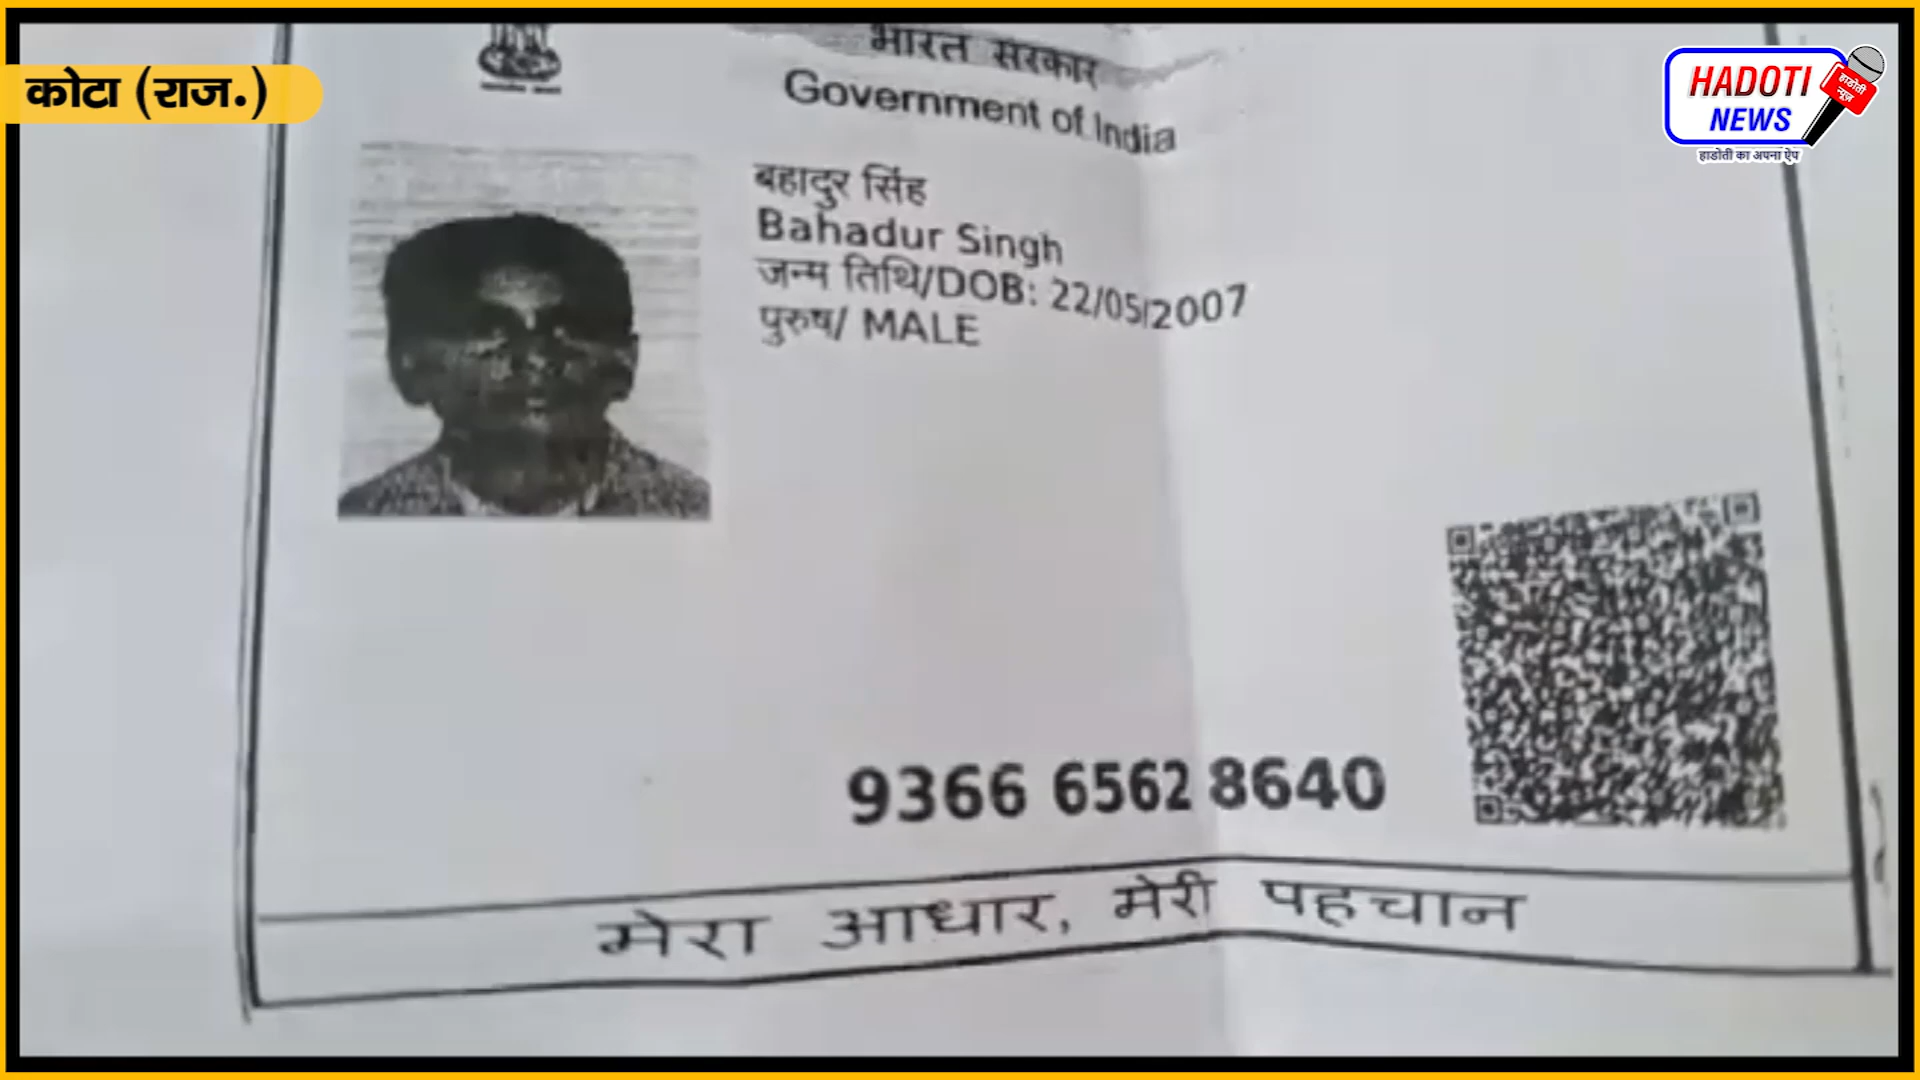 कोटा (राज.)
भारत सरकार
Government of India
HADOTI
NEWS
हाडोती
न्यूज़
हाडोती का अपना ऐप
बहादुर सिंह
Bahadur Singh
जन्म तिथि/DOB: 22/05/2007
पुरुष/ MALE
9366 6562 8640
मेरा आधार, मेरी पहचान